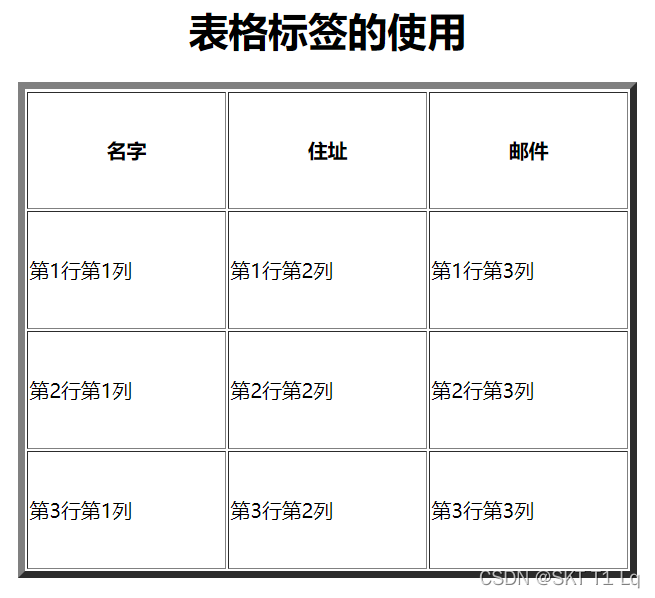 表格标签的使用
名字 住址 邮件
第1行第1列 第1行第2列 第1行第3列
第2行第1列 第2行第2列 第2行第3列
第3行第1列 第3行第2列 第3行第3列
CSDN @SKT T1 Lq